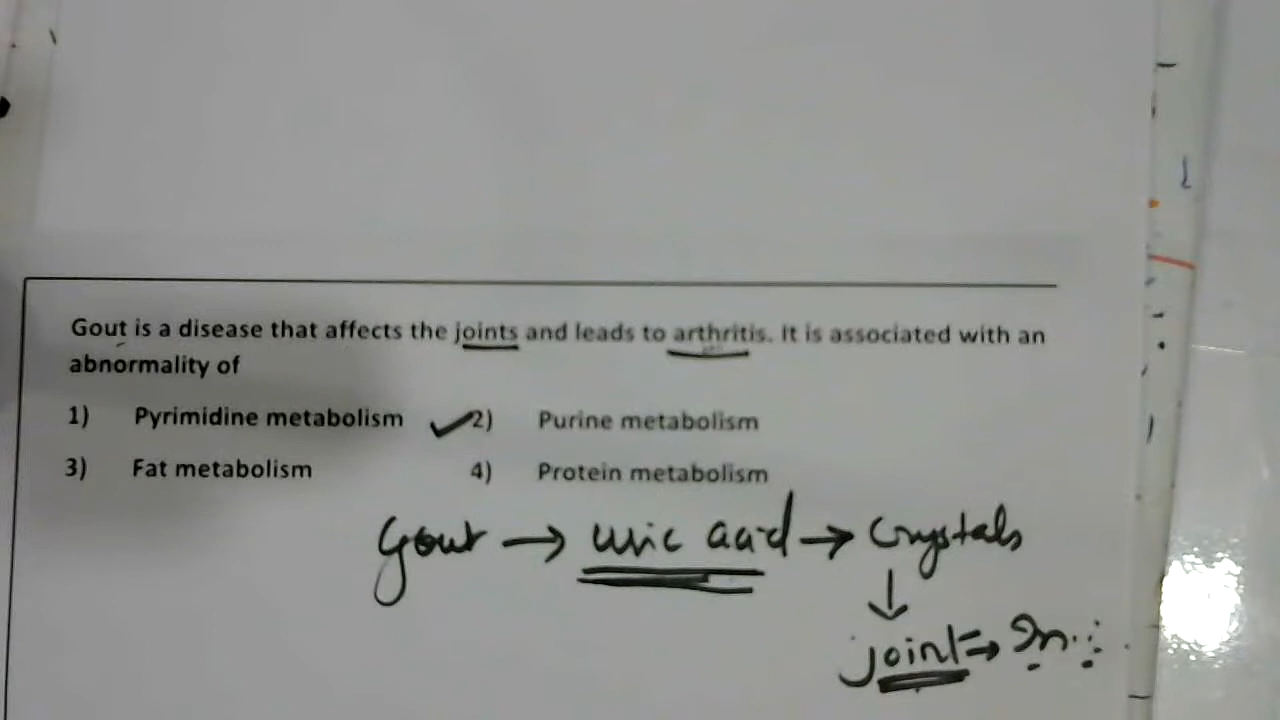 Gout is a disease that affects the joints and leads to arthritis. It is associated with an
abnormality of
1) Pyrimidine metabolism 2) Purine metabolism
3) Fat metabolism 4) Protein metabolism
Gout → uric acid → Crystals
↓
joint →